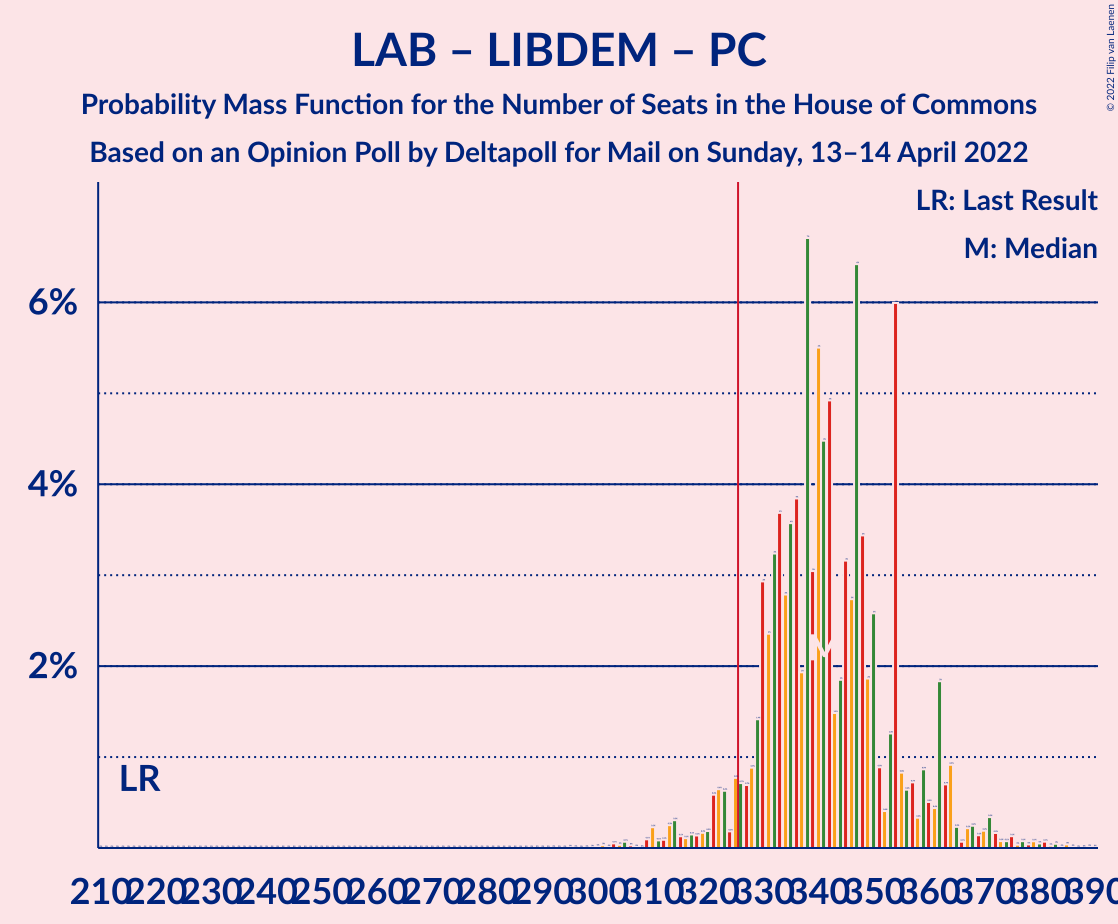 LAB – LIBDEM – PC
Probability Mass Function for the Number of Seats in the House of Commons
Based on an Opinion Poll by Deltapoll for Mail on Sunday, 13–14 April 2022
© 2022 Filip van Laenen
LR: Last Result
M: Median
6%
4%
2%
LR
M
210 220 230 240 250 260 270 280 290 300 310 320 330 340 350 360 370 380 390